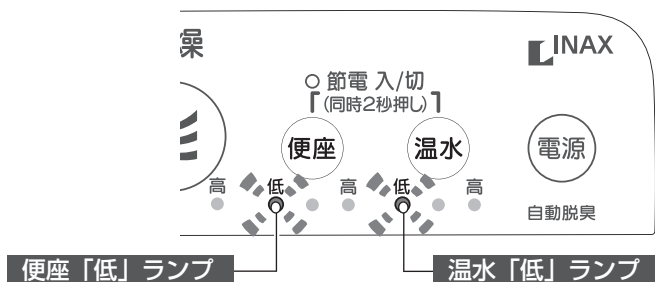 燥
INAX
節電 入/切
(同時2秒押し)
便座
温水
電源
高
低
高
低
高
自動脱臭
便座「低」ランプ
温水「低」ランプ